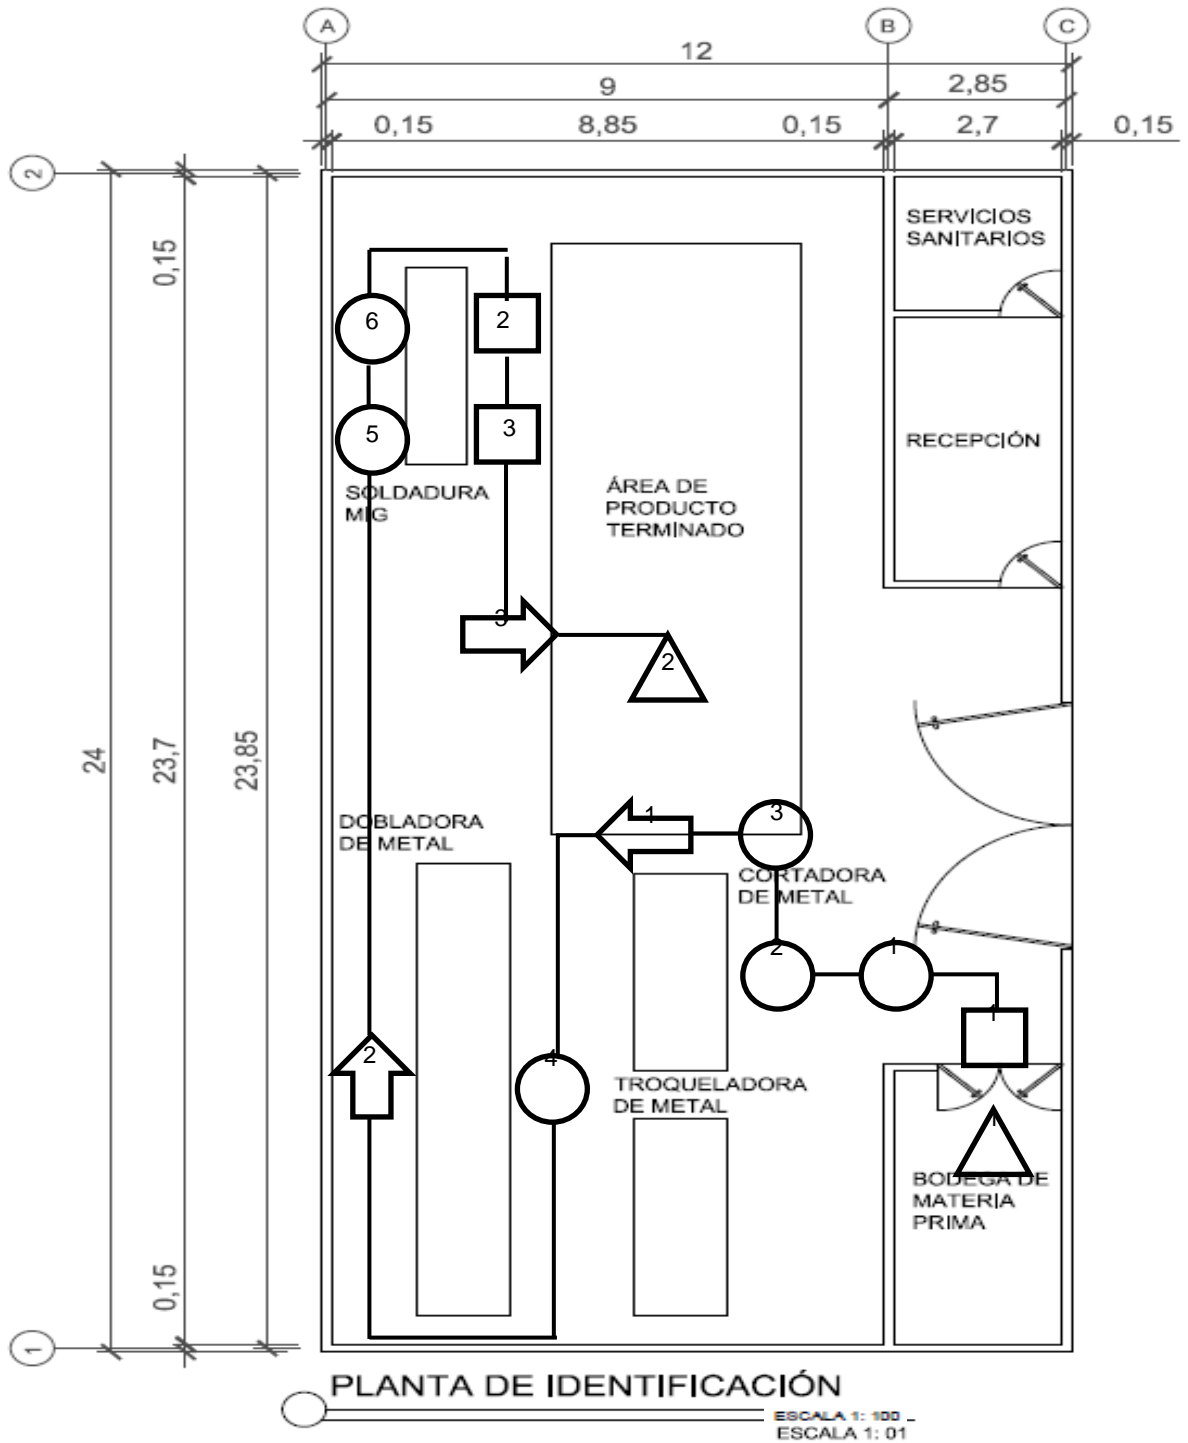 A
B
C
12
9
2,85
0,15
8,85
0,15
2,7
0,15
2
0,15
24
23,7
23,85
0,15
1
SERVICIOS
SANITARIOS
RECEPCIÓN
6
2
5
3
SOLDADURA
MIG
ÁREA DE
PRODUCTO
TERMINADO
3
2
DOBLADORA
DE METAL
1
3
CORTADORA
DE METAL
2
1
1
2
4
TROQUELADORA
DE METAL
1
BODEGA DE
MATERIA
PRIMA
PLANTA DE IDENTIFICACIÓN
ESCALA 1: 100
ESCALA 1: 01